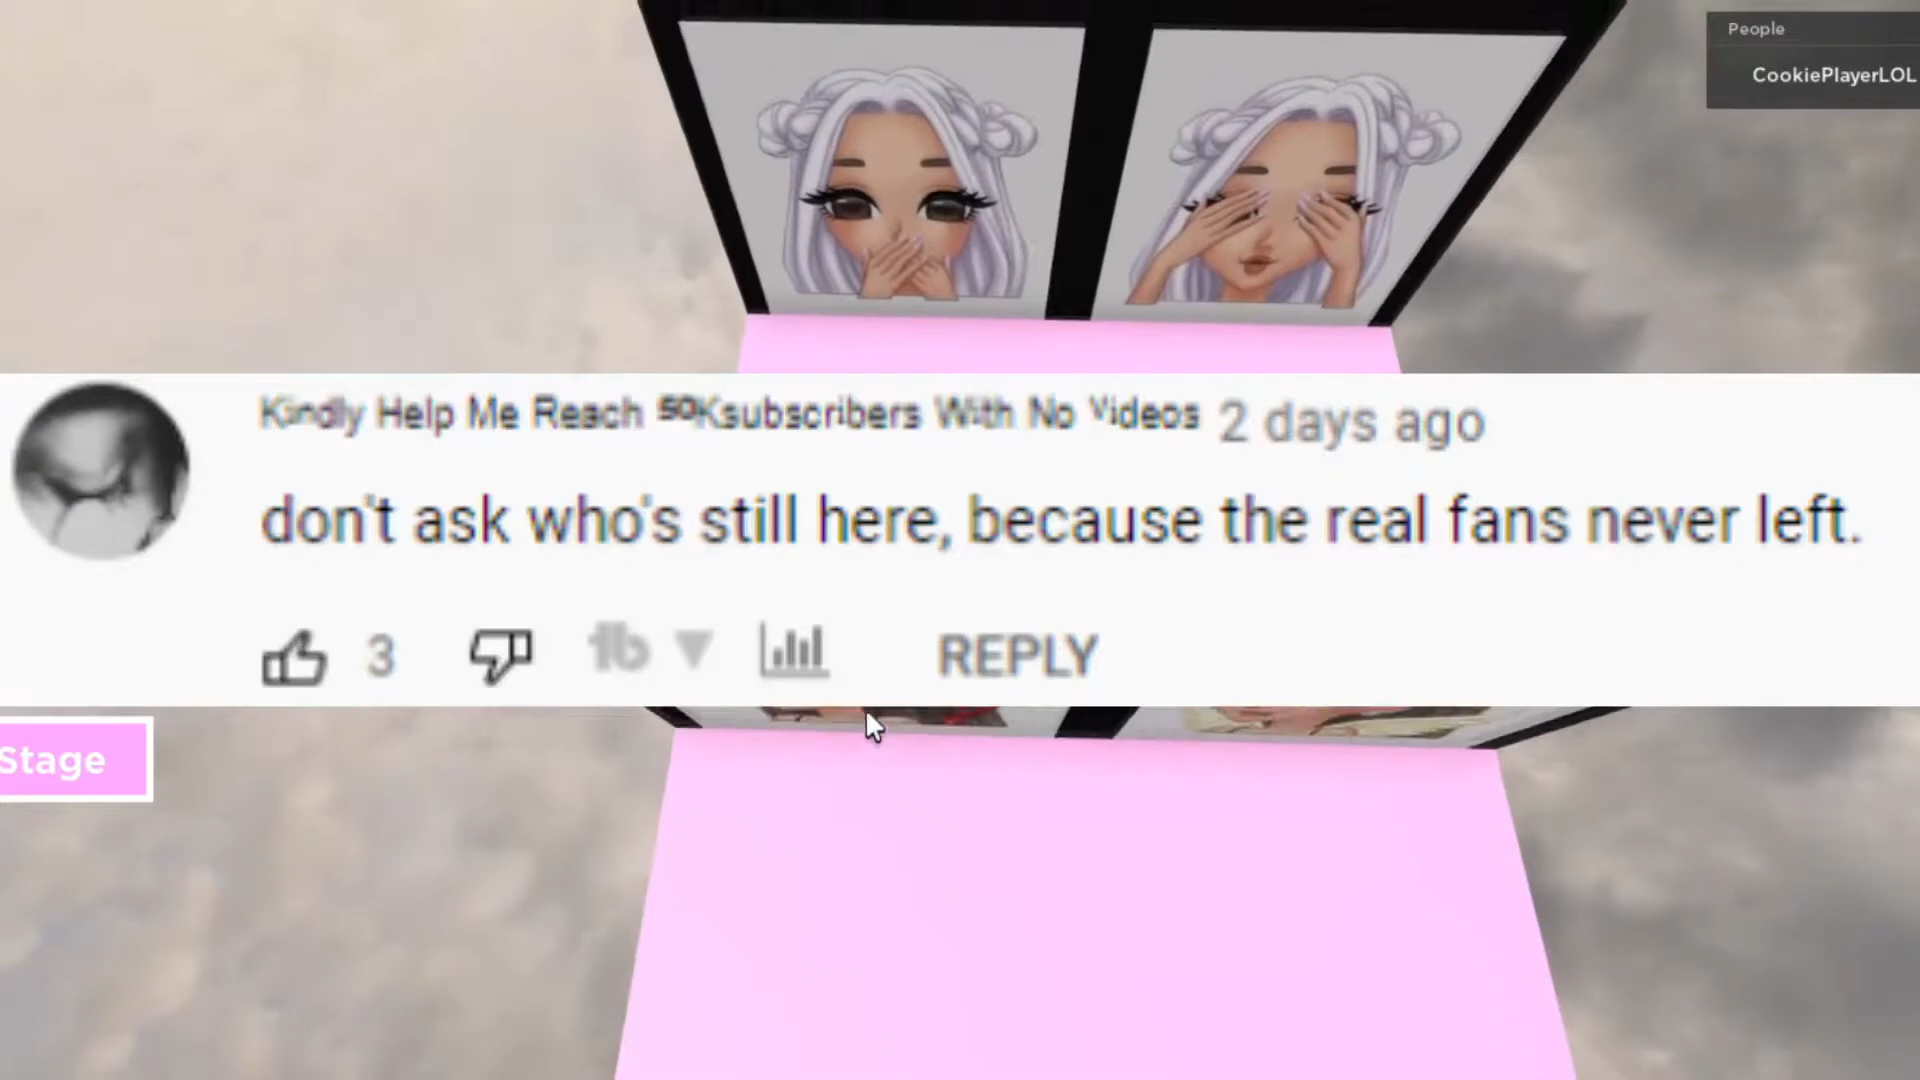 People
CookiePlayerLOL
Kindly Help Me Reach 50Ksubscribers With No Videos 2 days ago
don't ask who's still here, because the real fans never left.
3 tb REPLY
Stage